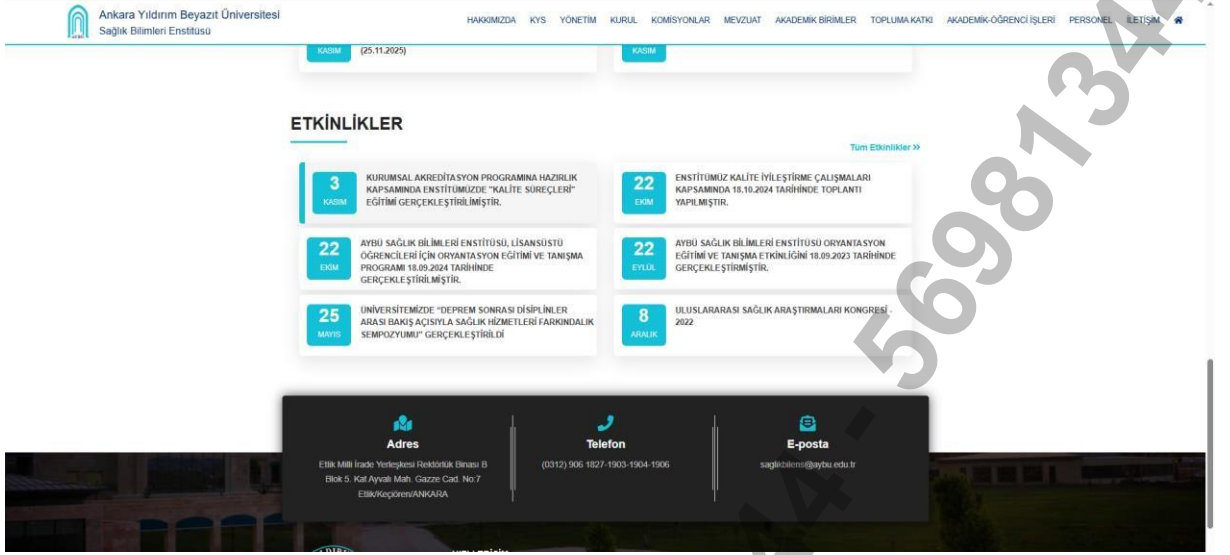 Ankara Yıldırım Beyazıt Üniversitesi
Sağlık Bilimleri Enstitüsü
HAKKIMIZDA KYS YÖNETİM KURUL KOMİSYONLAR MEVZUAT AKADEMİK BİRİMLER TOPLUMA KATKI AKADEMİK-ÖĞRENCİ İŞLERİ PERSONEL İLETİŞİM
KASIM
(25.11.2025)
KASIM
ETKİNLİKLER
Tüm Etkinlikler »
3
KASIM
KURUMSAL AKREDİTASYON PROGRAMINA HAZIRLIK
KAPSAMINDA ENSTİTÜMÜZDE "KALİTE SÜREÇLERİ"
EĞİTİMİ GERÇEKLEŞTİRİLİMİŞTİR.
22
EKİM
ENSTİTÜMÜZ KALİTE İYİLEŞTİRME ÇALIŞMALARI
KAPSAMINDA 18.10.2024 TARİHİNDE TOPLANTI
YAPILMIŞTIR.
22
EKİM
AYBÜ SAĞLIK BİLİMLERİ ENSTİTÜSÜ, LİSANSÜSTÜ
ÖĞRENCİLERİ İÇİN ORYANTASYON EĞİTİMİ VE TANIŞMA
PROGRAMI 18.09.2024 TARİHİNDE
GERÇEKLEŞTİRİLMİŞTİR.
22
EYLÜL
AYBÜ SAĞLIK BİLİMLERİ ENSTİTÜSÜ ORYANTASYON
EĞİTİMİ VE TANIŞMA ETKİNLİĞİNİ 18.09.2023 TARİHİNDE
GERÇEKLEŞTİRMİŞTİR.
25
MAYIS
ÜNİVERSİTEMİZDE "DEPREM SONRASI DİSİPLİNLER
ARASI BAKIŞ AÇISIYLA SAĞLIK HİZMETLERİ FARKINDALIK
SEMPOZYUMU" GERÇEKLEŞTİRİLDİ
8
ARALIK
ULUSLARARASI SAĞLIK ARAŞTIRMALARI KONGRESİ -
2022
Adres
Etlik Milli İrade Yerleşkesi Rektörlük Binası B
Blok 5. Kat Ayvalı Mah. Gazze Cad. No:7
Etlik/Keçiören/ANKARA
Telefon
(0312) 906 1827-1903-1904-1906
E-posta
saglikbilens@aybu.edu.tr